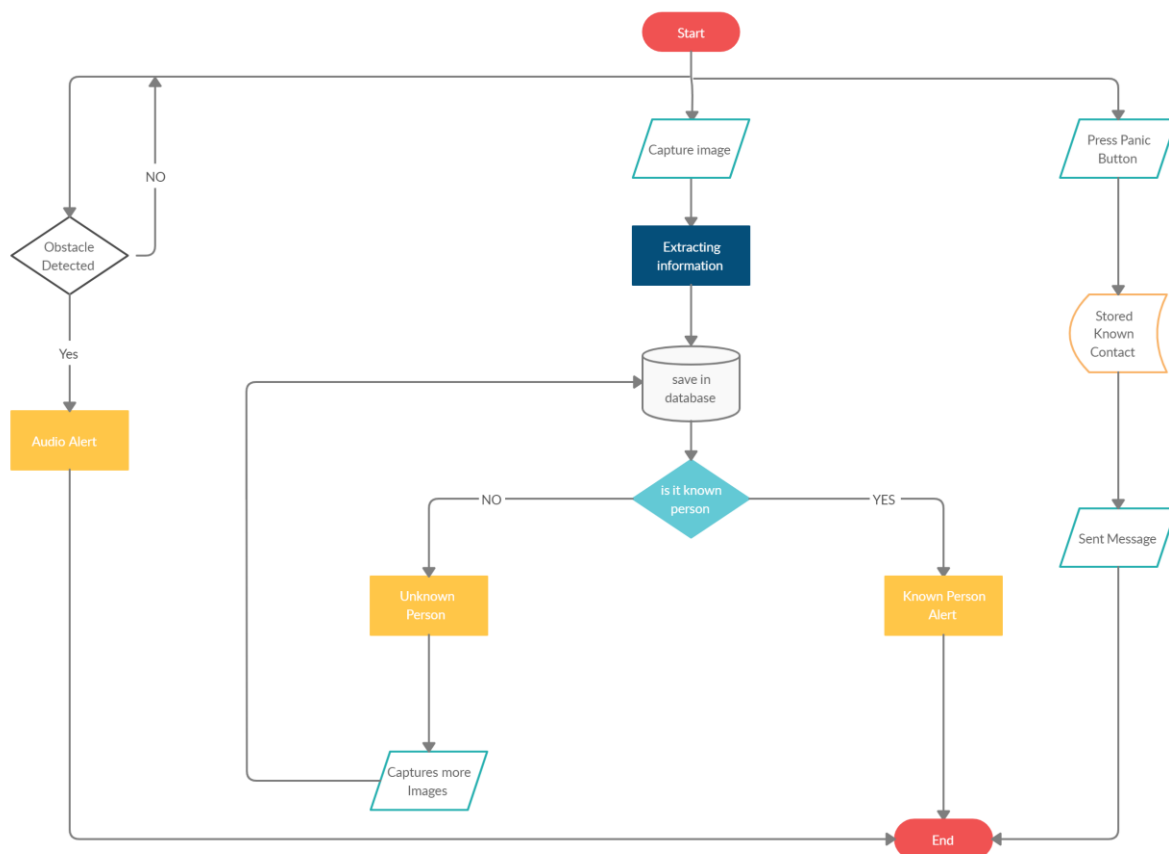 Start
Capture image
Press Panic
Button
NO
Obstacle
Detected
Extracting
information
Stored
Known
Contact
Yes
save in
database
Audio Alert
is it known
person
NO
YES
Sent Message
Unknown
Person
Known Person
Alert
Captures more
Images
End